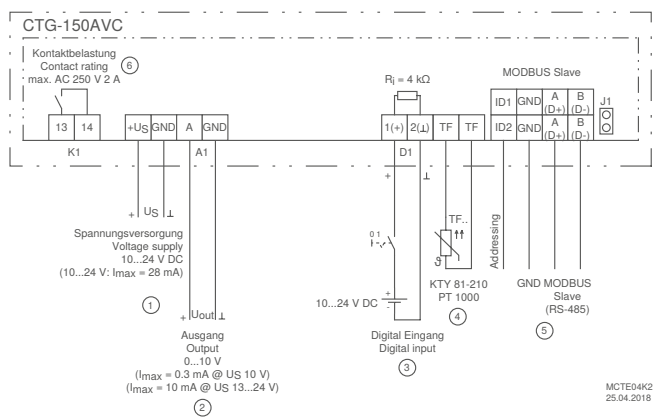 CTG-150AVC
Kontaktbelastung
Contact rating
max. AC 250 V 2 A
6
Ri = 4 kΩ
MODBUS Slave
ID1 GND A (D+) B (D-)
J1
13 14
+US GND A GND
1(+) 2(⊥) TF TF
ID2 GND A (D+) B (D-)
K1
A1
D1
+ ⊥
+ US ⊥
Spannungsversorgung
Voltage supply
10...24 V DC
(10...24 V: Imax = 28 mA)
1
+ Uout ⊥
Ausgang
Output
0...10 V
(Imax = 0.3 mA @ US 10 V)
(Imax = 10 mA @ US 13...24 V)
2
0 1
+
10...24 V DC
-
Digital Eingang
Digital input
3
TF..
ϑ
KTY 81-210
PT 1000
4
Addressing
GND MODBUS
Slave
(RS-485)
5
MCTE04K2
25.04.2018